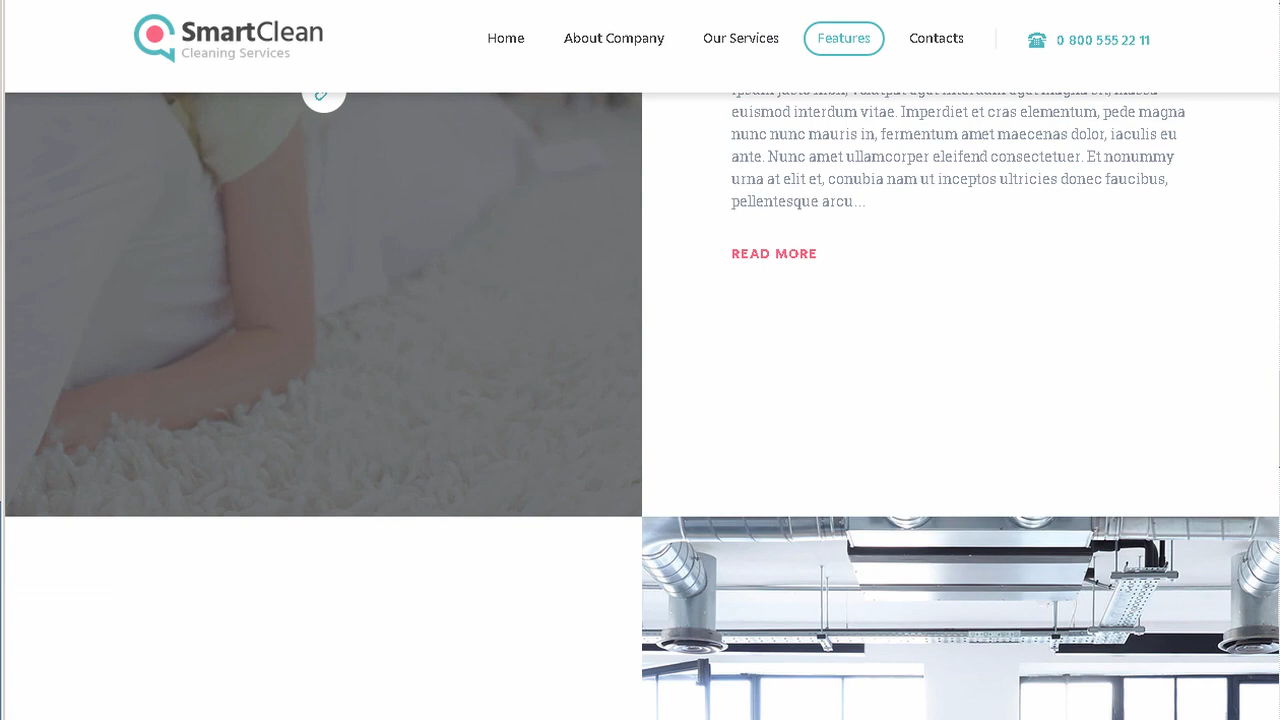 SmartClean
Cleaning Services
Home
About Company
Our Services
Features
Contacts
0 800 555 22 11
euismod interdum vitae. Imperdiet et cras elementum, pede magna
nunc nunc mauris in, fermentum amet maecenas dolor, iaculis eu
ante. Nunc amet ullamcorper eleifend consectetuer. Et nonummy
urna at elit et, conubia nam ut inceptos ultricies donec faucibus,
pellentesque arcu...
READ MORE